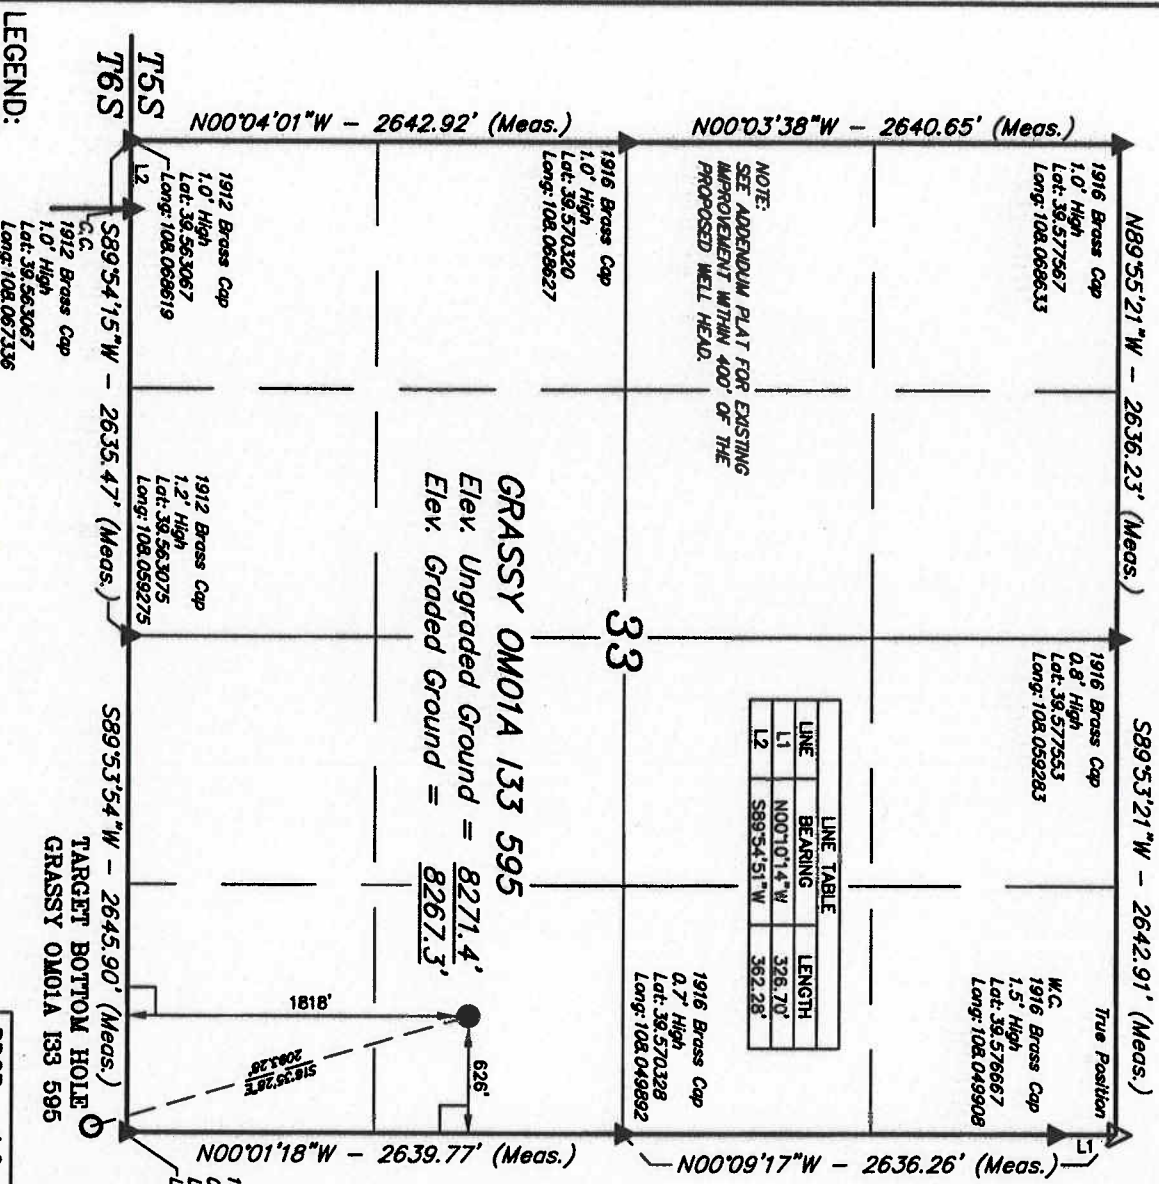 N89°55'21"W - 2636.23' (Meas.)
S89°53'21"W - 2642.91' (Meas.)
1916 Brass Cap
1.0' High
Lat: 39.577567
Long: 108.068633
1916 Brass Cap
0.8' High
Lat: 39.577553
Long: 108.059283
True Position
W.C.
1916 Brass Cap
1.5' High
Lat: 39.576667
Long: 108.049908
L1
N00°03'38"W - 2640.65' (Meas.)
NOTE:
SEE ADDENDUM PLAT FOR EXISTING
IMPROVEMENT WITHIN 400' OF THE
PROPOSED WELL HEAD.
LINE TABLE
LINE BEARING LENGTH
L1 N00°10'14"W 326.70'
L2 S89°54'51"W 362.28'
N00°09'17"W - 2636.26' (Meas.)
1916 Brass Cap
1.0' High
Lat: 39.570320
Long: 108.068627
33
1916 Brass Cap
0.7' High
Lat: 39.570328
Long: 108.049892
N00°04'01"W - 2642.92' (Meas.)
GRASSY OM01A I33 595
Elev. Ungraded Ground = 8271.4'
Elev. Graded Ground = 8267.3'
626'
1818'
S16°35'26"E
2093.26'
N00°01'18"W - 2639.77' (Meas.)
1912 Brass Cap
1.0' High
Lat: 39.563067
Long: 108.068619
L2
1912 Brass Cap
1.2' High
Lat: 39.563075
Long: 108.059275
T5S
T6S
S89°54'15"W - 2635.47' (Meas.)
S89°53'54"W - 2645.90' (Meas.)
C.C.
1912 Brass Cap
1.0' High
Lat: 39.563067
Long: 108.067336
TARGET BOTTOM HOLE
GRASSY OM01A I33 595
LEGEND: